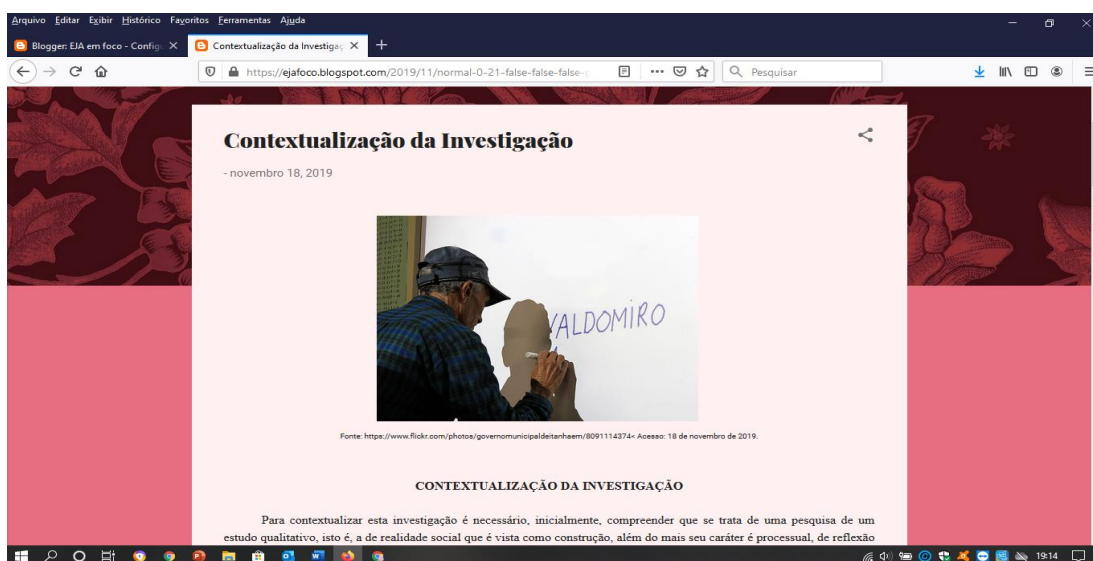 Arquivo Editar Exibir Histórico Favoritos Ferramentas Ajuda
Blogger: EJA em foco - Config
Contextualização da Investigaç
https://ejafoco.blogspot.com/2019/11/normal-0-21-false-false-false-
Pesquisar
Contextualização da Investigação
- novembro 18, 2019
VALDOMIRO
Fonte: https://www.flickr.com/photos/governomunicipaldeitanhaem/8091114374< Acesso: 18 de novembro de 2019.
CONTEXTUALIZAÇÃO DA INVESTIGAÇÃO
Para contextualizar esta investigação é necessário, inicialmente, compreender que se trata de uma pesquisa de um
estudo qualitativo, isto é, a de realidade social que é vista como construção, além do mais seu caráter é processual, de reflexão
19:14